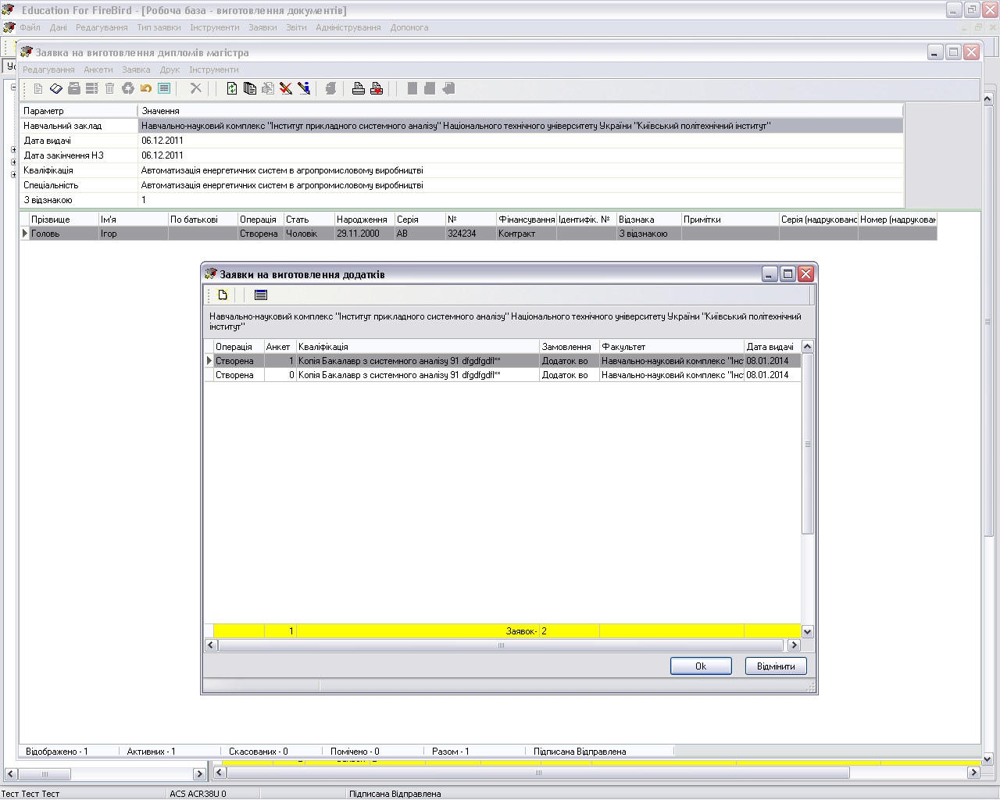 Education For FireBird - [Робоча база - виготовлення документів]
Файл Дані Редагування Тип заявки Інструменти Заявки Звіти Адміністрування Допомога
Заявка на виготовлення дипломів магістра
Редагування Анкети Заявка Друк Інструменти
Параметр Значення
Навчальний заклад Навчально-науковий комплекс "Інститут прикладного системного аналізу" Національного технічного університету України "Київський політехнічний інститут"
Дата видачі 06.12.2011
Дата закінчення НЗ 06.12.2011
Кваліфікація Автоматизація енергетичних систем в агропромисловому виробництві
Спеціальність Автоматизація енергетичних систем в агропромисловому виробництві
З відзнакою 1
Прізвище Ім'я По батькові Операція Стать Народження Серія № Фінансування Ідентифік. № Відзнака Примітки Серія (надруковано Номер (надрукован
Головь Ігор Створена Чоловік 29.11.2000 АВ 324234 Контракт З відзнакою
Заявки на виготовлення додатків
Навчально-науковий комплекс "Інститут прикладного системного аналізу" Національного технічного університету України "Київський політехнічний
інститут"
Операція Анкет Кваліфікація Замовлення Факультет Дата видачі
Створена 1 Копія Бакалавр з системного аналізу 91 dfgdfgdfl** Додаток во Навчально-науковий комплекс "Інс 08.01.2014
Створена 0 Копія Бакалавр з системного аналізу 91 dfgdfgdfl** Додаток во Навчально-науковий комплекс "Інс 08.01.2014
1 Заявок- 2
Ok Відмінити
Відображено - 1 Активних - 1 Скасованих - 0 Помічено - 0 Разом - 1 Підписана Відправлена
Тест Тест Тест ACS ACR38U 0 Підписана Відправлена